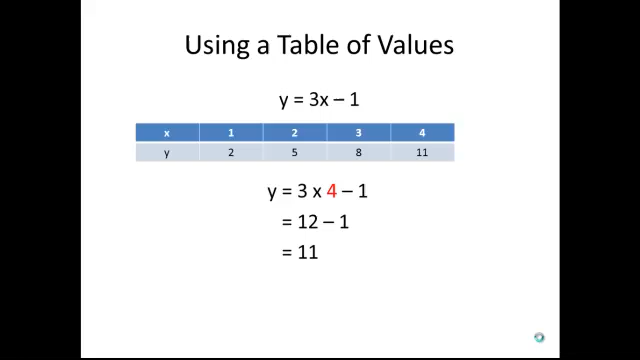 Using a Table of Values
y = 3x – 1
x 1 2 3 4
y 2 5 8 11
y = 3 x 4 – 1
= 12 – 1
= 11